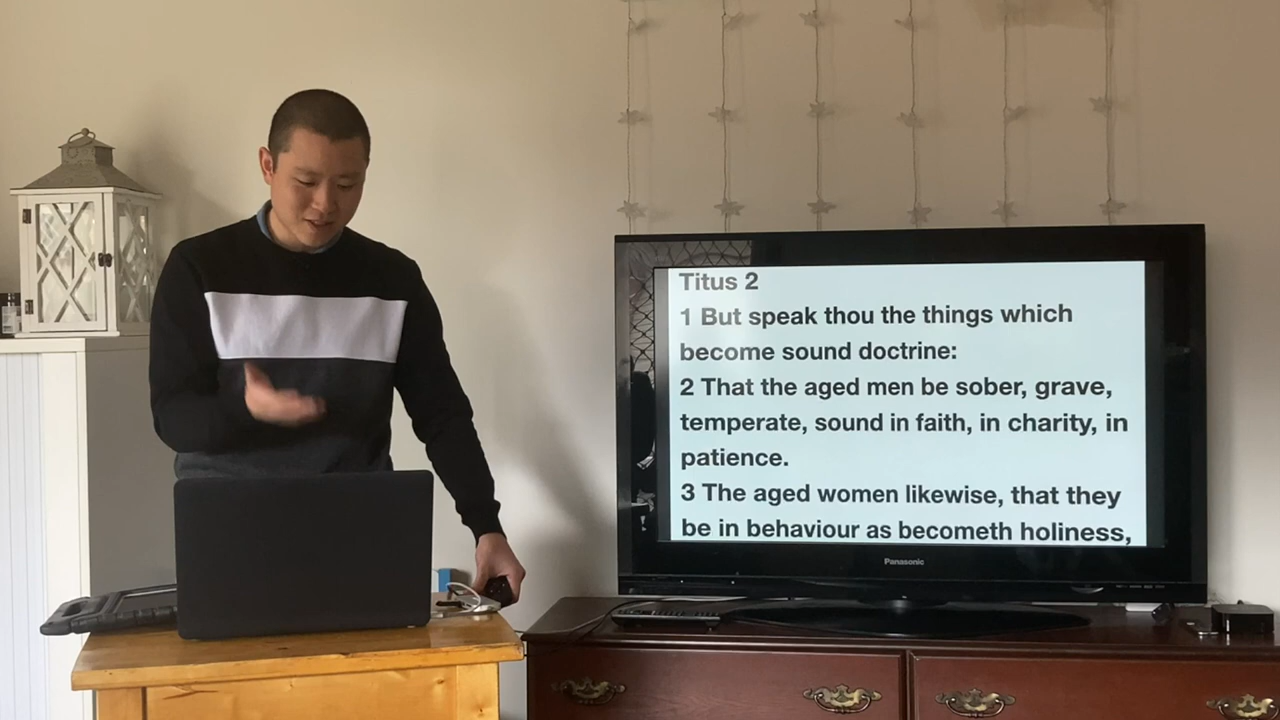 Titus 2
1 But speak thou the things which
become sound doctrine:
2 That the aged men be sober, grave,
temperate, sound in faith, in charity, in
patience.
3 The aged women likewise, that they
be in behaviour as becometh holiness,
Panasonic